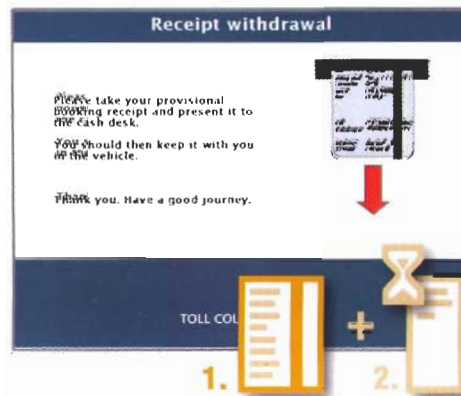 Receipt withdrawal
Please take your provisional
booking receipt and present it to
the cash desk.
You should then keep it with you
in the vehicle.
Thank you. Have a good journey.
TOLL COL
1.
+
2.